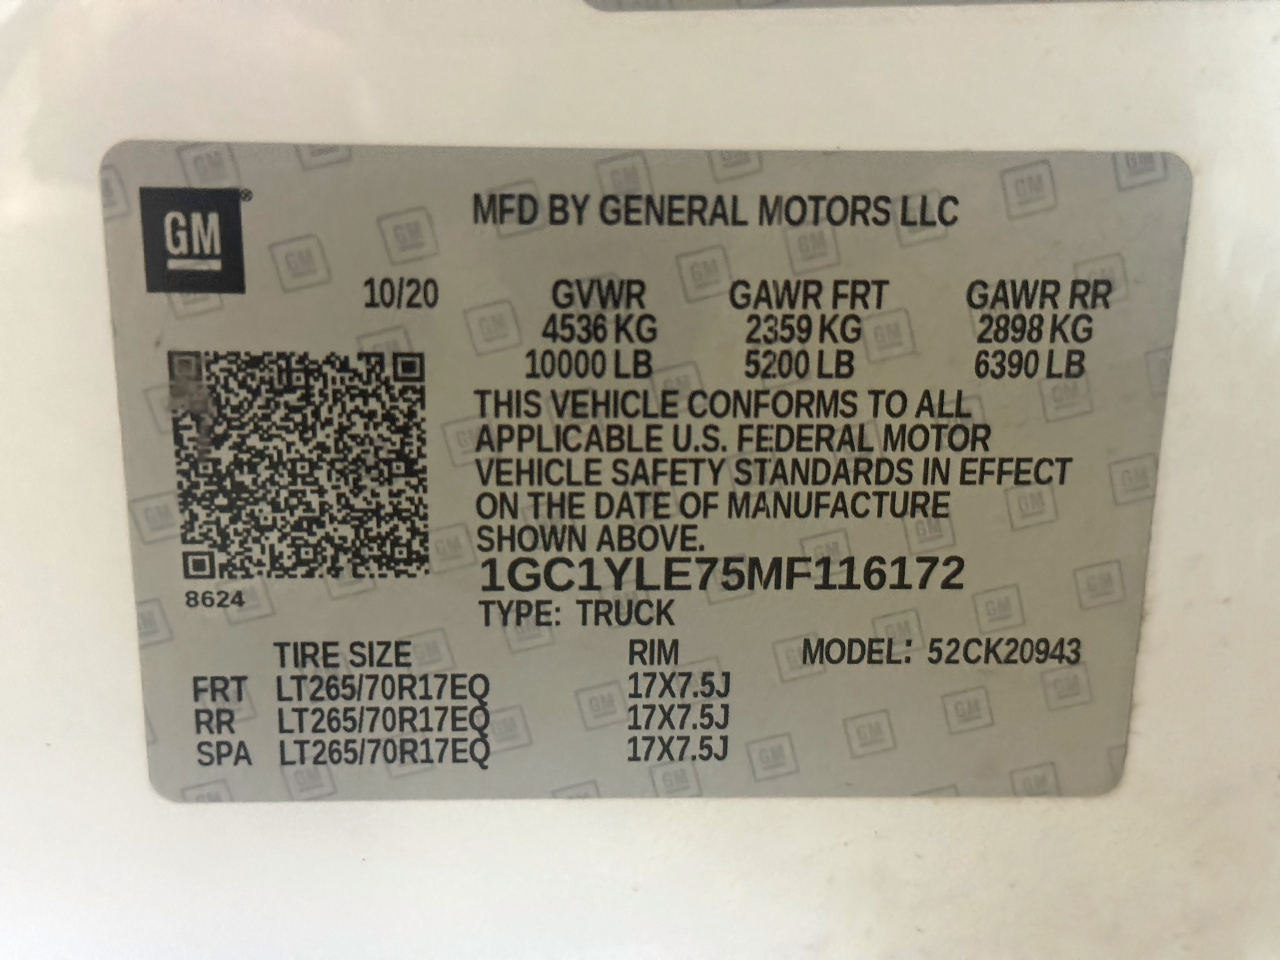 GM
MFD BY GENERAL MOTORS LLC
10/20 GVWR GAWR FRT GAWR RR
4536 KG 2359 KG 2898 KG
10000 LB 5200 LB 6390 LB
THIS VEHICLE CONFORMS TO ALL
APPLICABLE U.S. FEDERAL MOTOR
VEHICLE SAFETY STANDARDS IN EFFECT
ON THE DATE OF MANUFACTURE
SHOWN ABOVE.
1GC1YLE75MF116172
8624
TYPE: TRUCK
TIRE SIZE RIM MODEL: 52CK20943
FRT LT265/70R17EQ 17X7.5J
RR LT265/70R17EQ 17X7.5J
SPA LT265/70R17EQ 17X7.5J